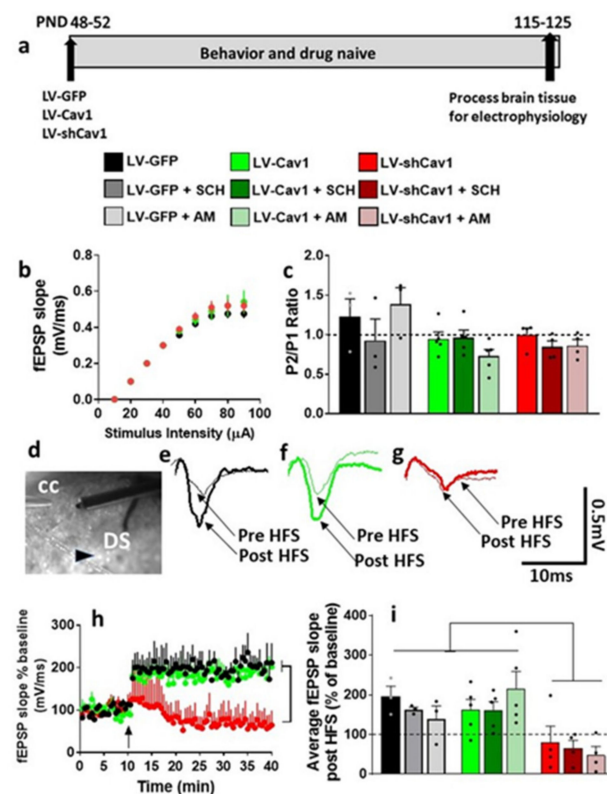 PND 48-52
115-125
a
Behavior and drug naive
LV-GFP
LV-Cav1
LV-shCav1
Process brain tissue
for electrophysiology
LV-GFP
LV-Cav1
LV-shCav1
LV-GFP + SCH
LV-Cav1 + SCH
LV-shCav1 + SCH
LV-GFP + AM
LV-Cav1 + AM
LV-shCav1 + AM
b
fEPSP slope
(mV/ms)
0.8
0.6
0.4
0.2
0.0
0 20 40 60 80 100
Stimulus Intensity (μA)
c
P2/P1 Ratio
2.0
1.5
1.0
0.5
0.0
d
cc
DS
e
Pre HFS
Post HFS
f
Pre HFS
Post HFS
g
Pre HFS
Post HFS
0.5mV
10ms
h
fEPSP slope % baseline
(mV/ms)
300
200
100
0
0 5 10 15 20 25 30 35 40
Time (min)
i
Average fEPSP slope
post HFS (% of baseline)
400
300
200
100
0